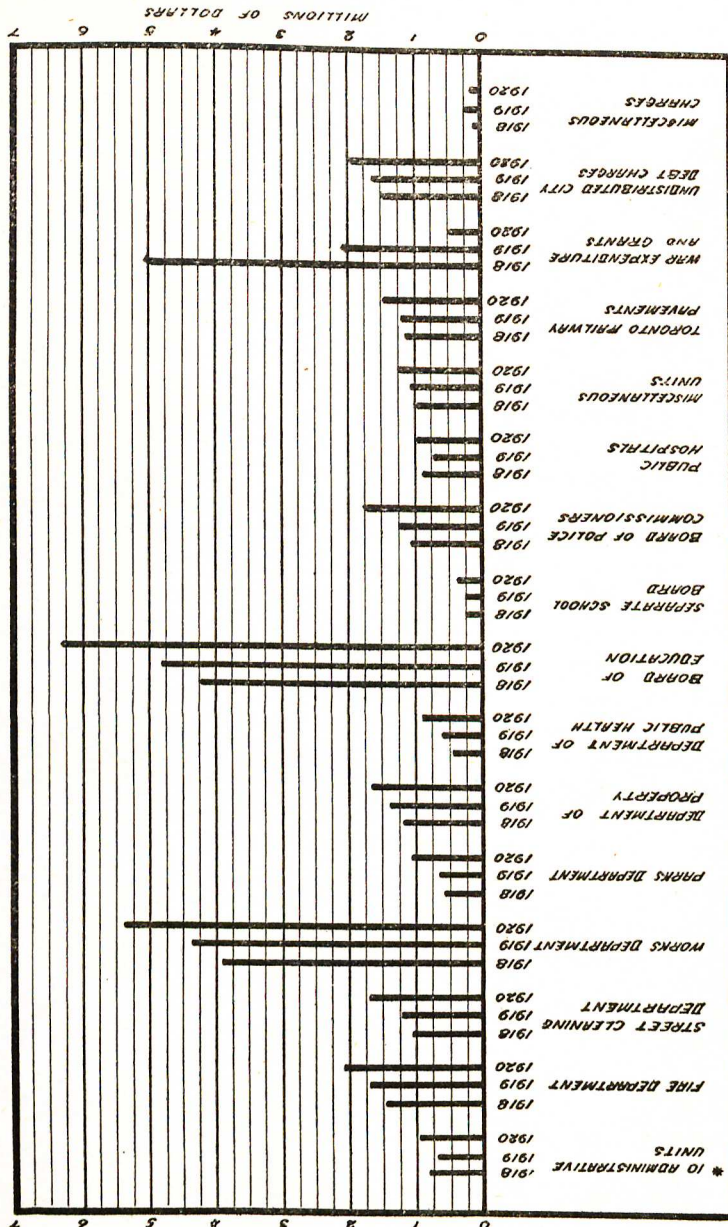 0 1 2 3 4 5 6 7
* 10 ADMINISTRATIVE 1918
UNITS 1919
1920
1918
FIRE DEPARTMENT 1919
1920
1918
STREET CLEANING 1919
DEPARTMENT 1920
1918
WORKS DEPARTMENT 1919
1920
1918
PARKS DEPARTMENT 1919
1920
1918
DEPARTMENT OF 1919
PROPERTY 1920
1918
DEPARTMENT OF 1919
PUBLIC HEALTH 1920
1918
BOARD OF 1919
EDUCATION 1920
1918
SEPARATE SCHOOL 1919
BOARD 1920
1918
BOARD OF POLICE 1919
COMMISSIONERS 1920
1918
PUBLIC 1919
HOSPITALS 1920
1918
MISCELLANEOUS 1919
UNITS 1920
1918
TORONTO RAILWAY 1919
PAVEMENTS 1920
1918
WAR EXPENDITURE 1919
AND GRANTS 1920
1918
UNDISTRIBUTED CITY 1919
DEBT CHARGES 1920
1918
MISCELLANEOUS 1919
CHARGES 1920
0 1 2 3 4 5 6 7
MILLIONS OF DOLLARS